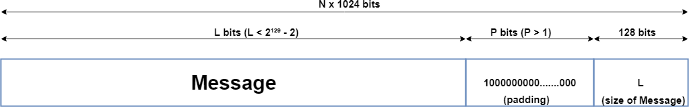 N x 1024 bits
L bits (L < 2¹²⁸ - 2)
P bits (P > 1)
128 bits
Message
1000000000.......000
(padding)
L
(size of Message)